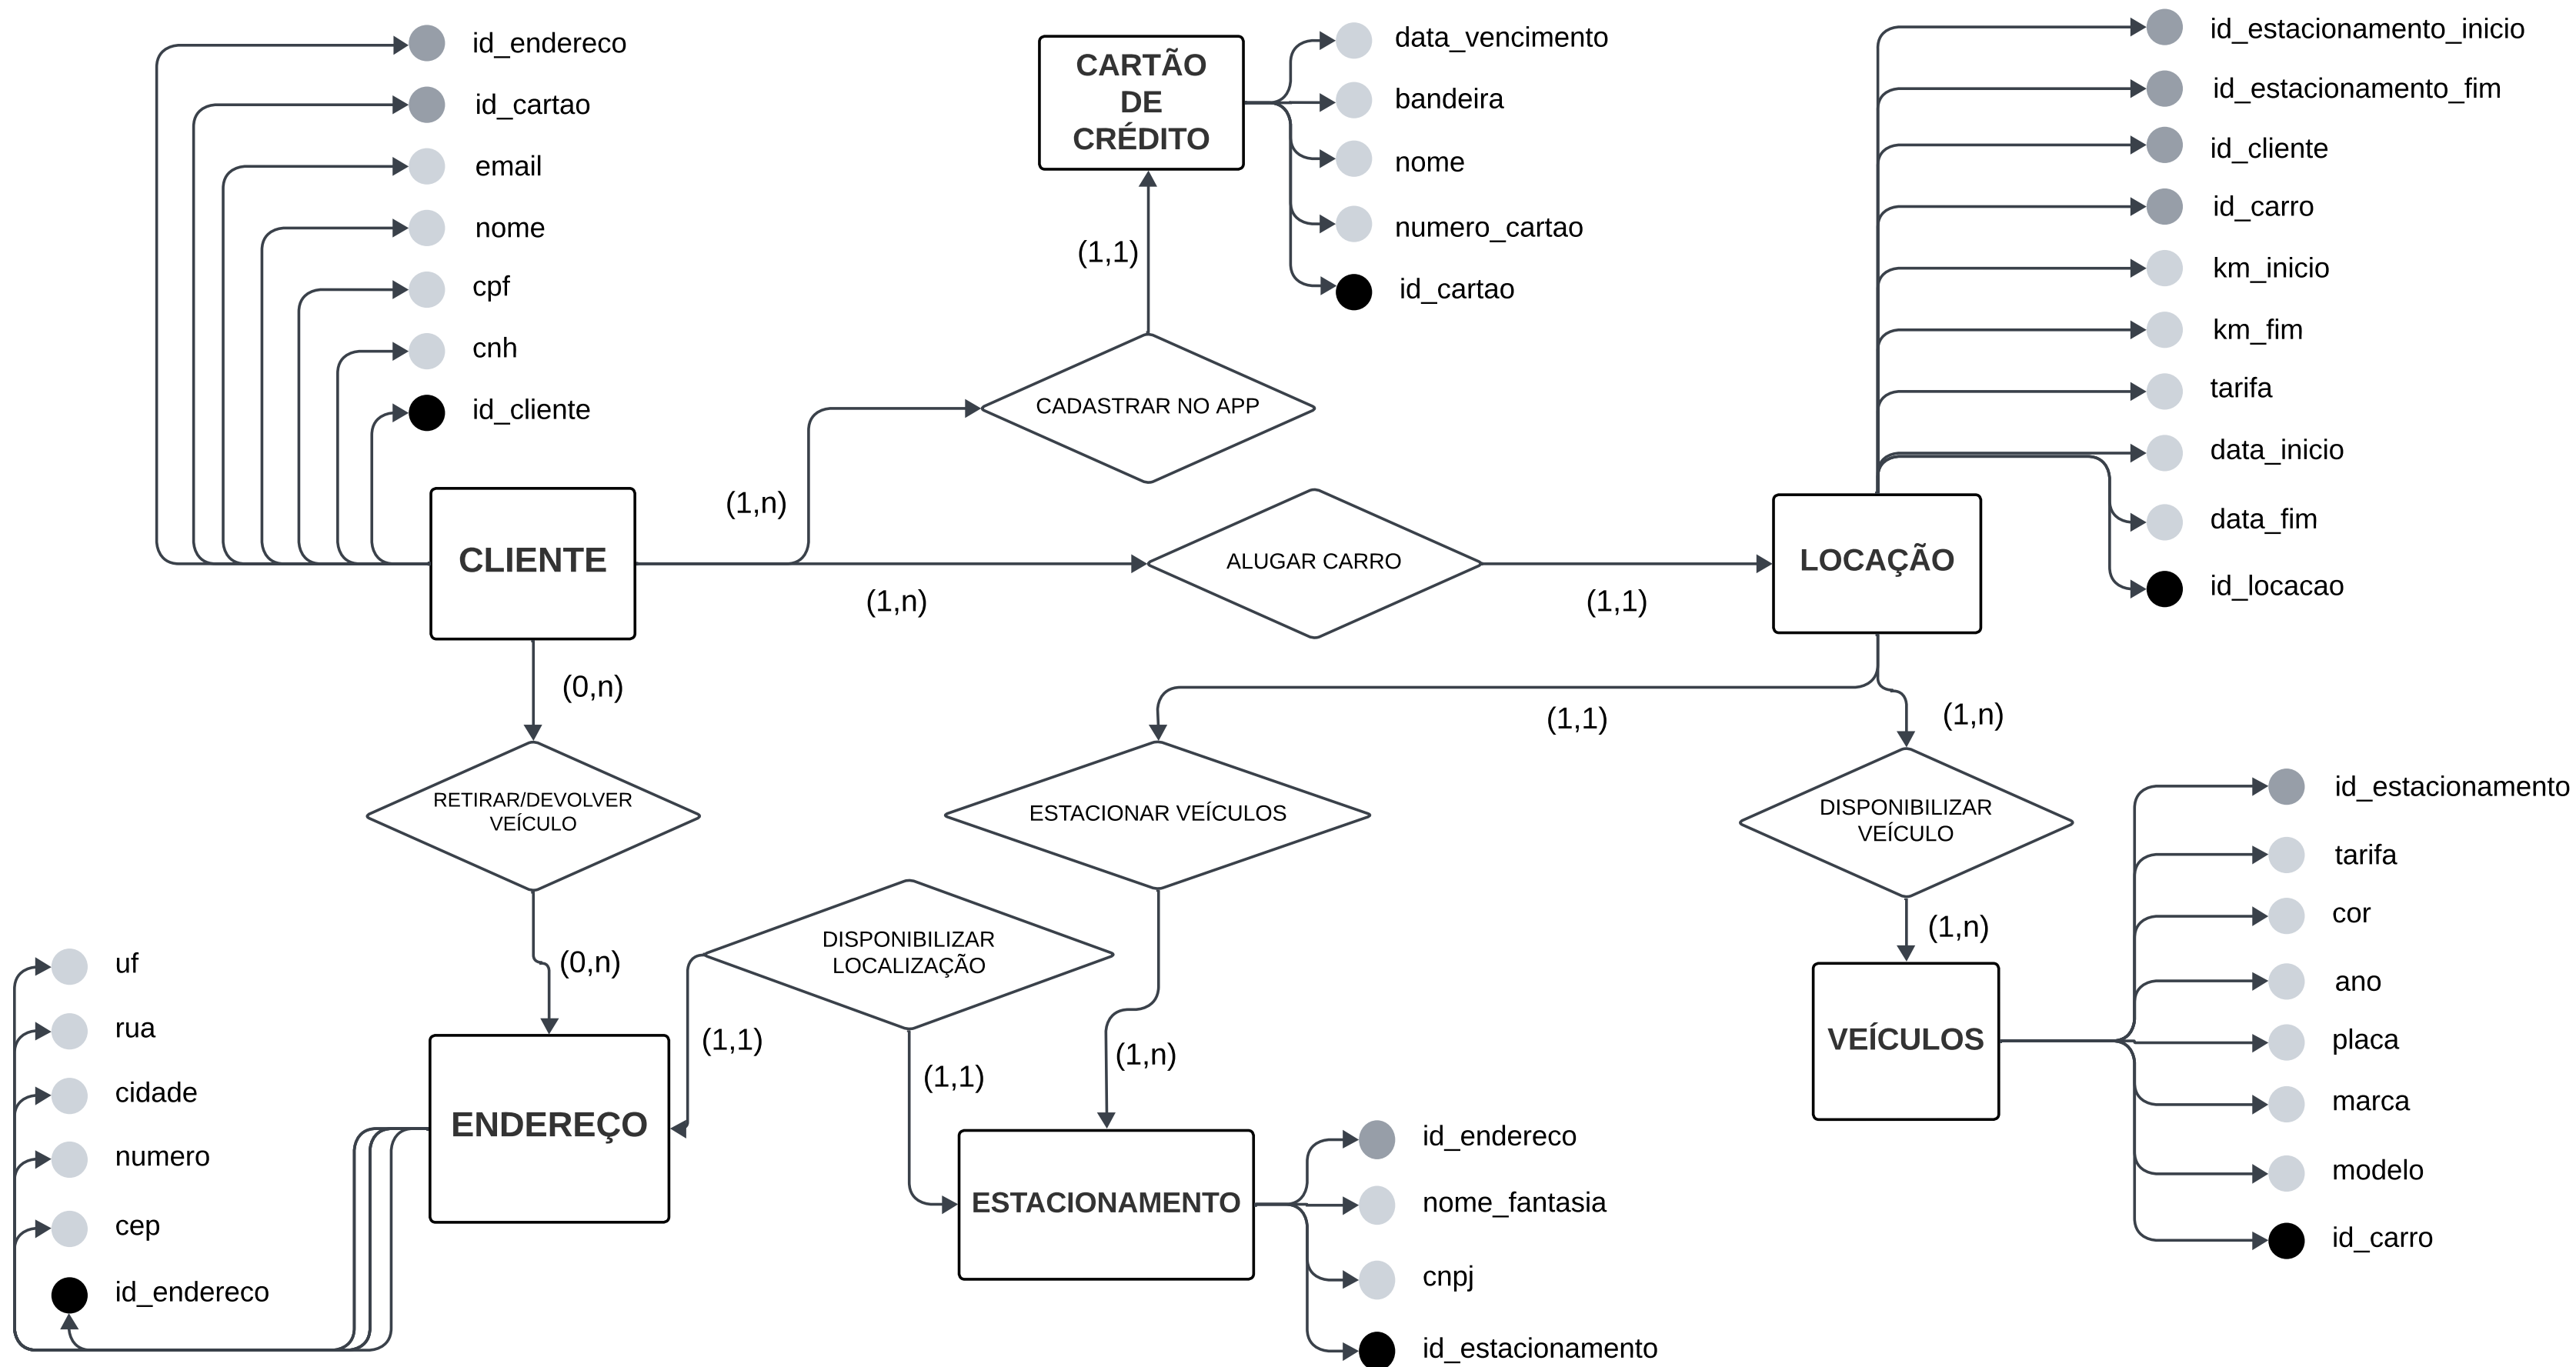 id_endereco
id_cartao
email
nome
cpf
cnh
id_cliente
CLIENTE
CARTÃO
DE
CRÉDITO
data_vencimento
bandeira
nome
numero_cartao
id_cartao
(1,1)
CADASTRAR NO APP
(1,n)
(1,n)
ALUGAR CARRO
(1,1)
LOCAÇÃO
id_estacionamento_inicio
id_estacionamento_fim
id_cliente
id_carro
km_inicio
km_fim
tarifa
data_inicio
data_fim
id_locacao
(0,n)
RETIRAR/DEVOLVER
VEÍCULO
(0,n)
(1,1)
ESTACIONAR VEÍCULOS
(1,n)
DISPONIBILIZAR
VEÍCULO
(1,n)
DISPONIBILIZAR
LOCALIZAÇÃO
(1,1)
(1,1)
(1,n)
uf
rua
cidade
numero
cep
id_endereco
ENDEREÇO
ESTACIONAMENTO
id_endereco
nome_fantasia
cnpj
id_estacionamento
VEÍCULOS
id_estacionamento
tarifa
cor
ano
placa
marca
modelo
id_carro